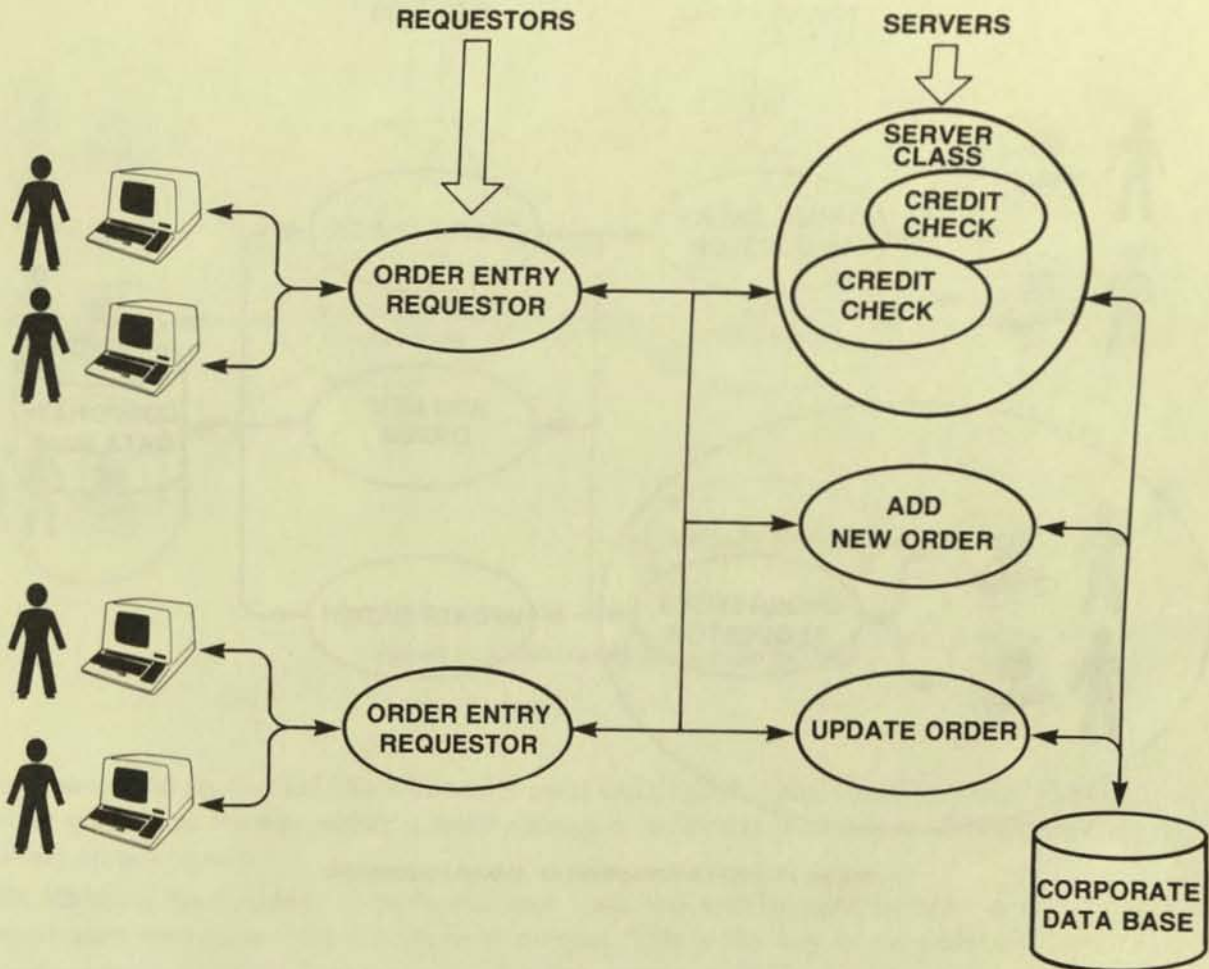 REQUESTORS
SERVERS
SERVER
CLASS
CREDIT
CHECK
CREDIT
CHECK
ORDER ENTRY
REQUESTOR
ADD
NEW ORDER
ORDER ENTRY
REQUESTOR
UPDATE ORDER
CORPORATE
DATA BASE